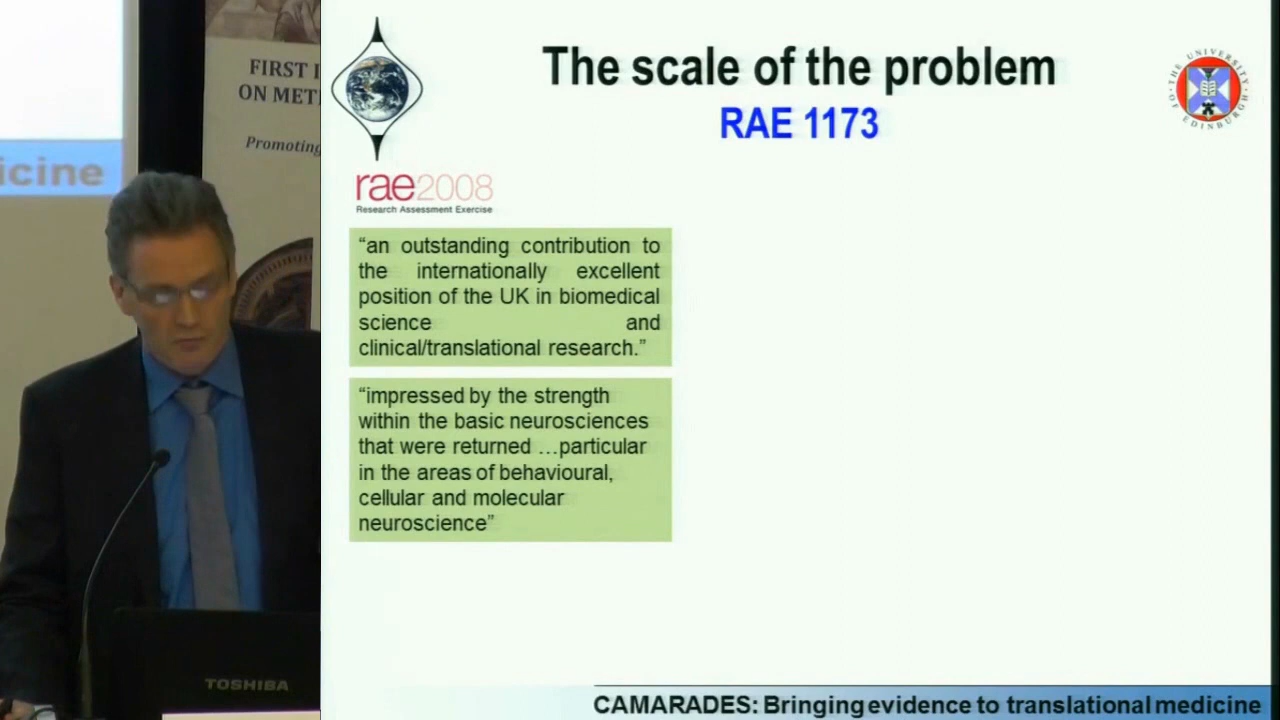 icine
FIRST I
ON MET
Promoting
TOSHIBA
The scale of the problem
RAE 1173
THE UNIVERSITY OF EDINBURGH
rae2008
Research Assessment Exercise
“an outstanding contribution to
the internationally excellent
position of the UK in biomedical
science and
clinical/translational research.”
“impressed by the strength
within the basic neurosciences
that were returned …particular
in the areas of behavioural,
cellular and molecular
neuroscience”
CAMARADES: Bringing evidence to translational medicine